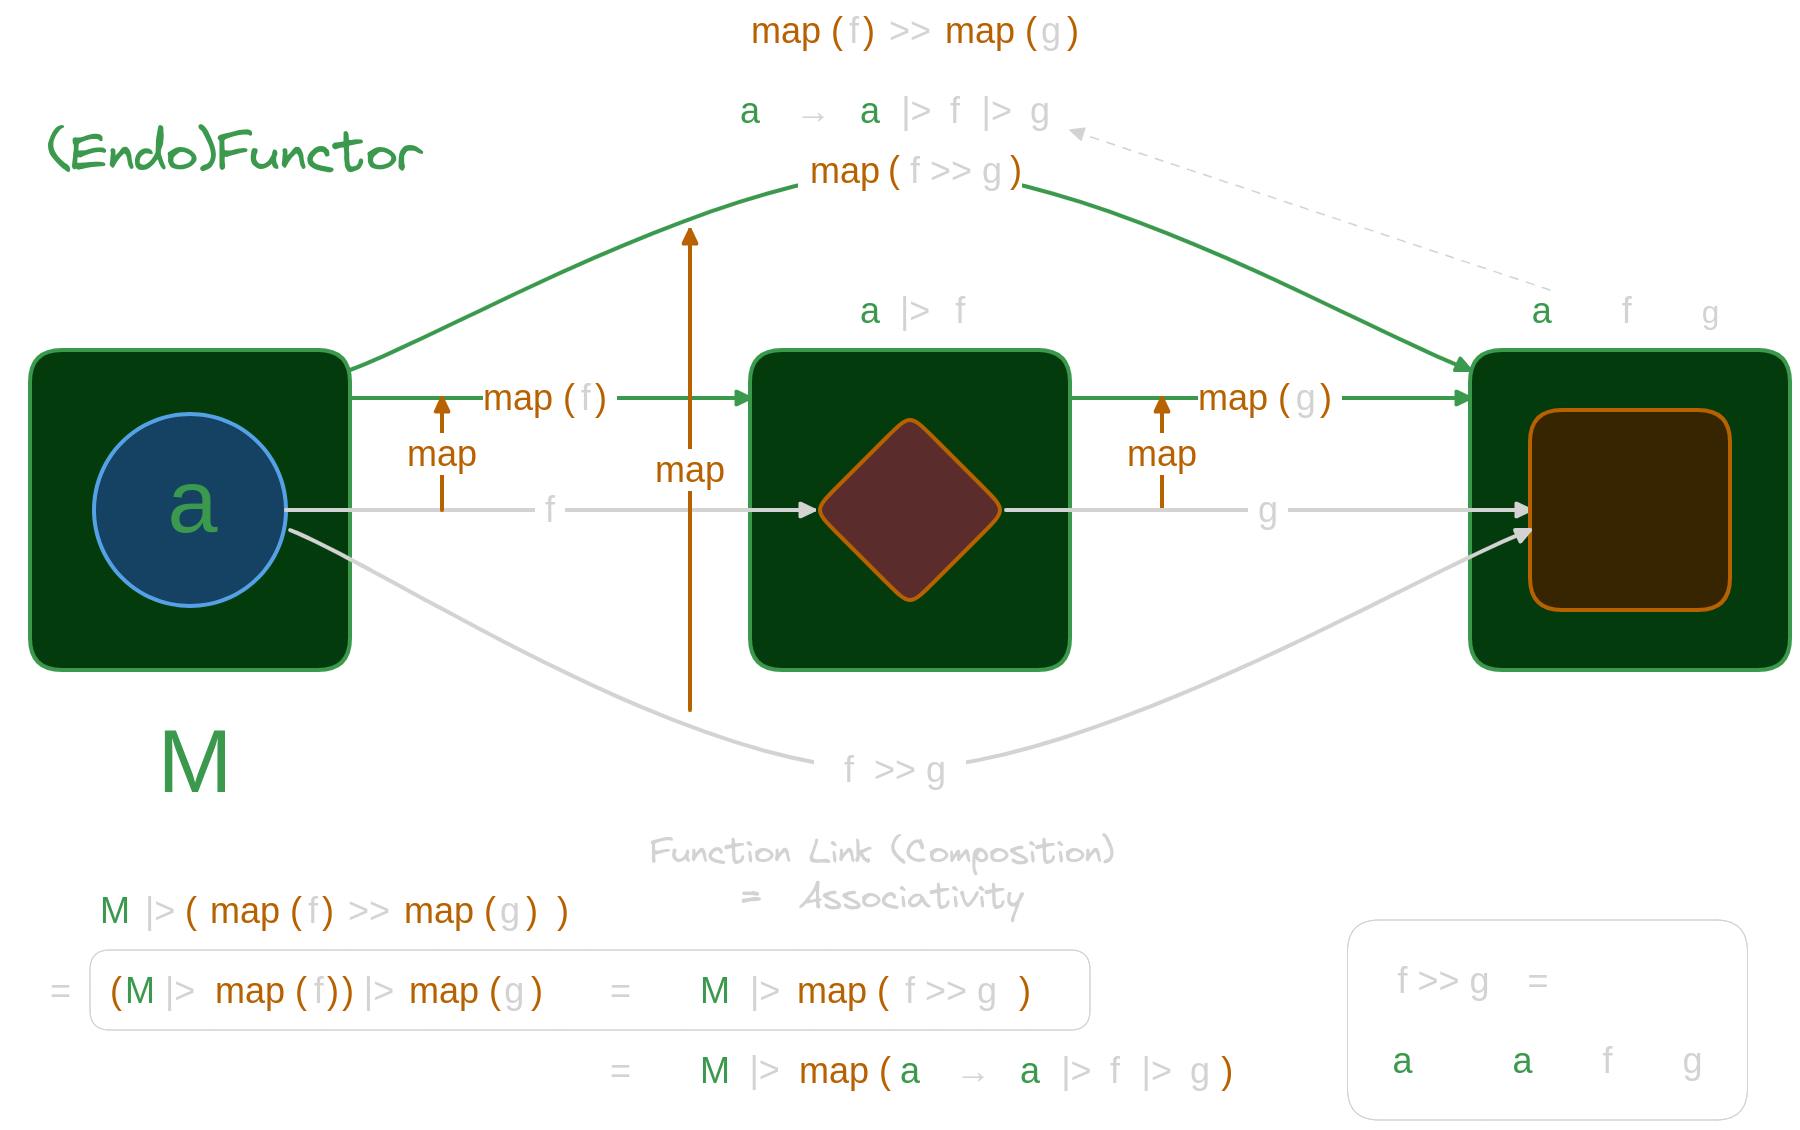 map ( f ) >> map ( g )
a → a |> f |> g
(Endo)Functor
map ( f >> g )
a |> f
a f g
map ( f )
map ( g )
map
map
map
a
f
g
M
f >> g
Function Link (Composition)
= Associativity
M |> ( map ( f ) >> map ( g ) )
= (M |> map ( f )) |> map ( g ) = M |> map ( f >> g )
= M |> map ( a → a |> f |> g )
f >> g =
a a f g